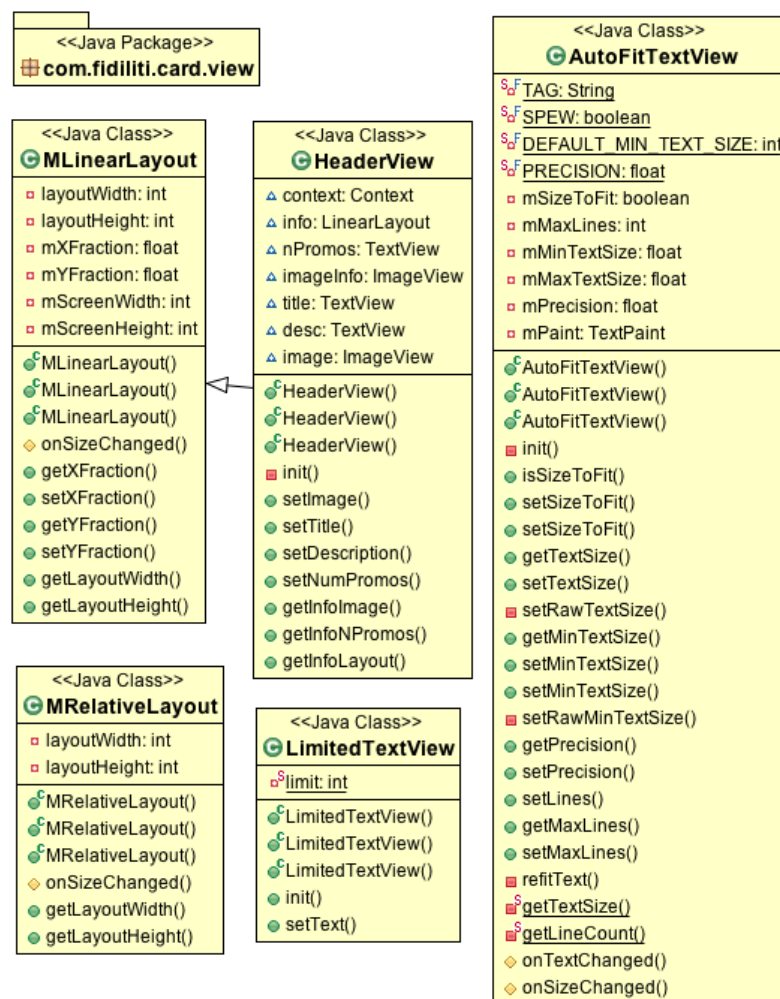 <<Java Package>>
com.fidiliti.card.view
<<Java Class>>
MLinearLayout
layoutWidth: int
layoutHeight: int
mXFraction: float
mYFraction: float
mScreenWidth: int
mScreenHeight: int
MLinearLayout()
MLinearLayout()
MLinearLayout()
onSizeChanged()
getXFraction()
setXFraction()
getYFraction()
setYFraction()
getLayoutWidth()
getLayoutHeight()
<<Java Class>>
HeaderView
context: Context
info: LinearLayout
nPromos: TextView
imageInfo: ImageView
title: TextView
desc: TextView
image: ImageView
HeaderView()
HeaderView()
HeaderView()
init()
setImage()
setTitle()
setDescription()
setNumPromos()
getInfoImage()
getInfoNPromos()
getInfoLayout()
<<Java Class>>
MRelativeLayout
layoutWidth: int
layoutHeight: int
MRelativeLayout()
MRelativeLayout()
MRelativeLayout()
onSizeChanged()
getLayoutWidth()
getLayoutHeight()
<<Java Class>>
LimitedTextView
limit: int
LimitedTextView()
LimitedTextView()
LimitedTextView()
init()
setText()
<<Java Class>>
AutoFitTextView
TAG: String
SPEW: boolean
DEFAULT_MIN_TEXT_SIZE: int
PRECISION: float
mSizeToFit: boolean
mMaxLines: int
mMinTextSize: float
mMaxTextSize: float
mPrecision: float
mPaint: TextPaint
AutoFitTextView()
AutoFitTextView()
AutoFitTextView()
init()
isSizeToFit()
setSizeToFit()
setSizeToFit()
getTextSize()
setTextSize()
setRawTextSize()
getMinTextSize()
setMinTextSize()
setMinTextSize()
setRawMinTextSize()
getPrecision()
setPrecision()
setLines()
getMaxLines()
setMaxLines()
refitText()
getTextSize()
getLineCount()
onTextChanged()
onSizeChanged()